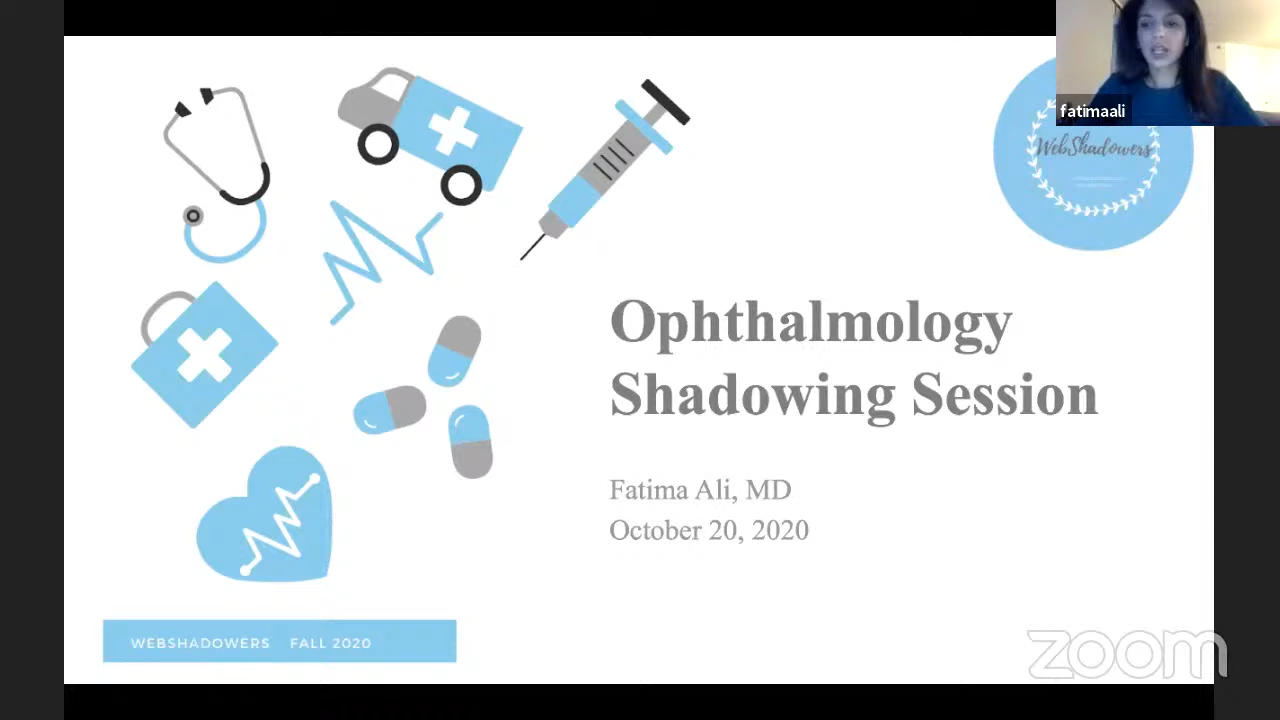 fatimaali
WebShadowers
Ophthalmology
Shadowing Session
Fatima Ali, MD
October 20, 2020
WEBSHADOWERS FALL 2020
zoom